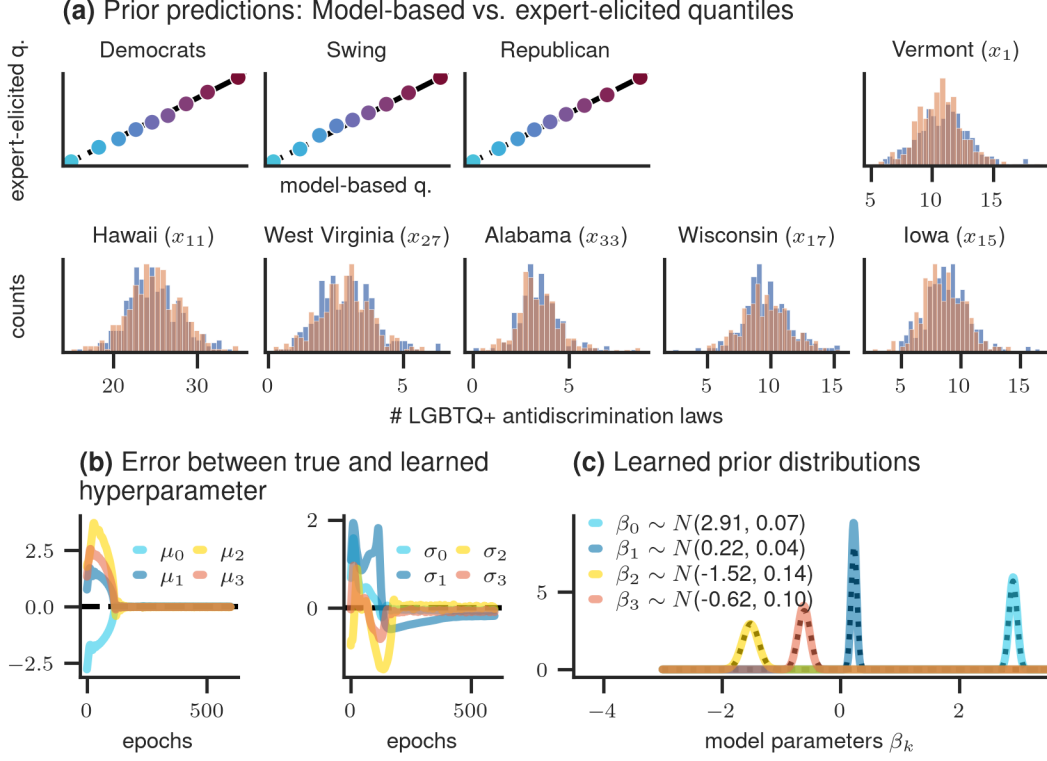 (a) Prior predictions: Model-based vs. expert-elicited quantiles
Democrats
Swing
Republican
Vermont (x₁)
expert-elicited q.
model-based q.
5 10 15
Hawaii (x₁₁)
West Virginia (x₂₇)
Alabama (x₃₃)
Wisconsin (x₁₇)
Iowa (x₁₅)
counts
20 30
0 5
0 5
5 10 15
5 10 15
# LGBTQ+ antidiscrimination laws
(b) Error between true and learned
hyperparameter
2.5
0.0
−2.5
μ₀ μ₂
μ₁ μ₃
0 500
epochs
2
0
σ₀ σ₂
σ₁ σ₃
0 500
epochs
(c) Learned prior distributions
β₀ ∼ N(2.91, 0.07)
β₁ ∼ N(0.22, 0.04)
β₂ ∼ N(-1.52, 0.14)
β₃ ∼ N(-0.62, 0.10)
5
0
−4 −2 0 2
model parameters βₖ